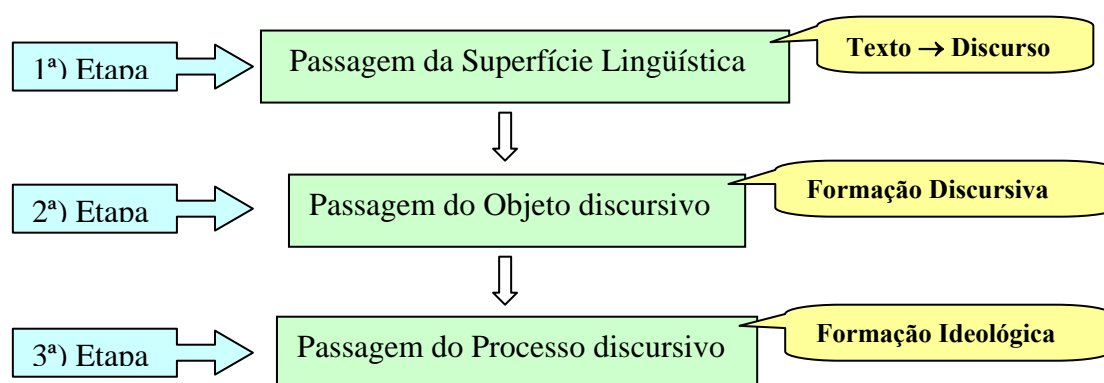 1ª) Etapa
Passagem da Superfície Lingüística
Texto → Discurso
2ª) Etapa
Passagem do Objeto discursivo
Formação Discursiva
3ª) Etapa
Passagem do Processo discursivo
Formação Ideológica